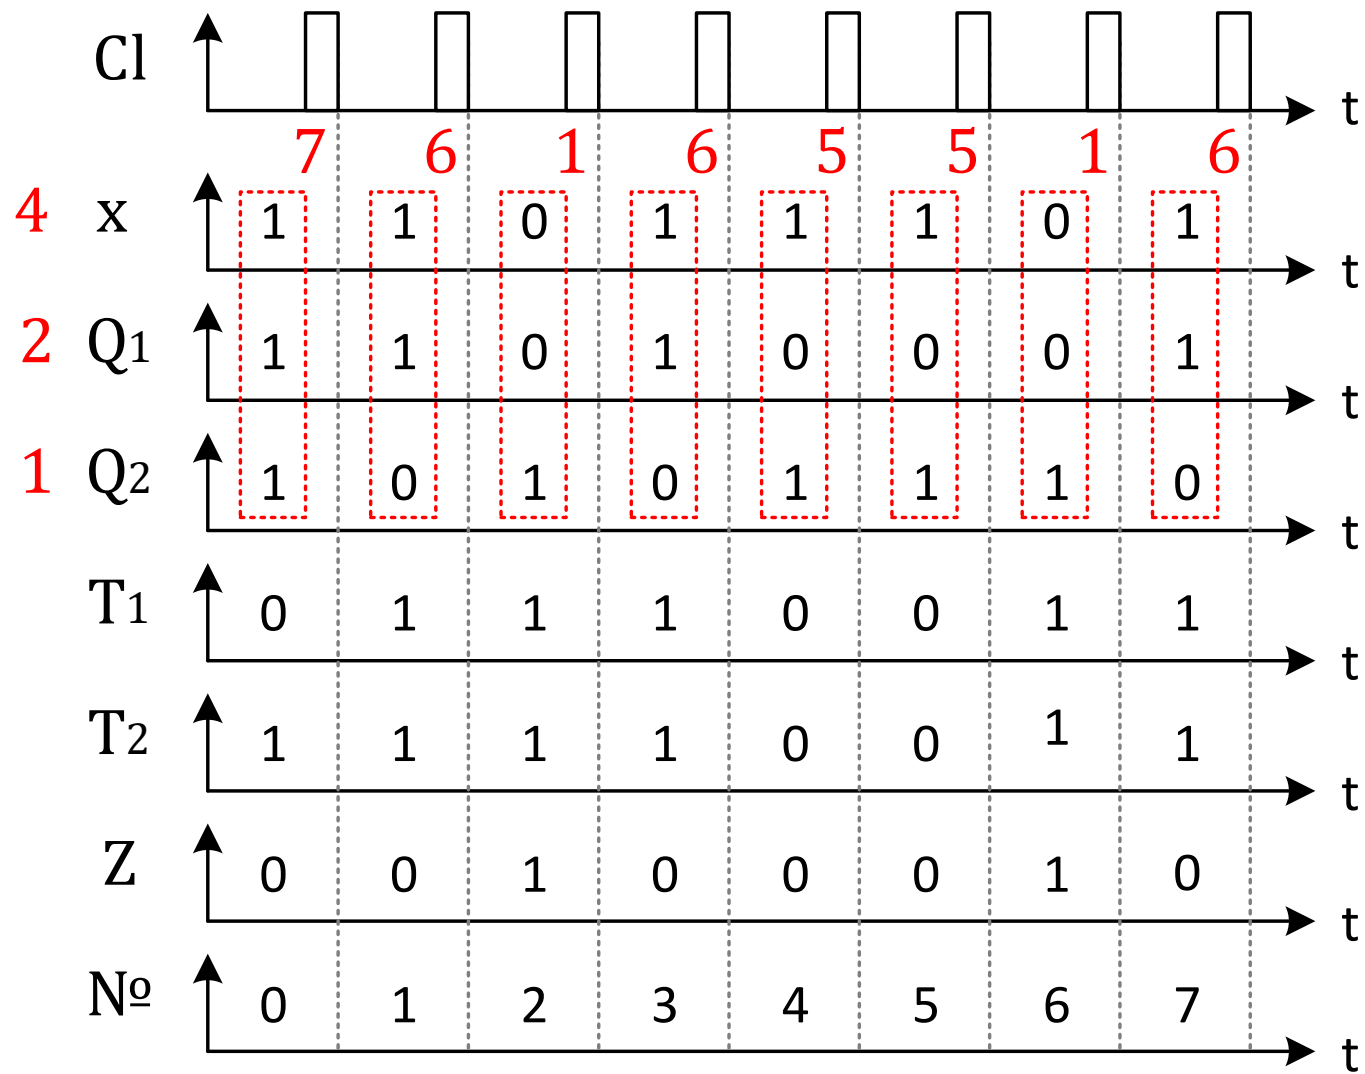 Cl t
7 6 1 6 5 5 1 6
4 x 1 1 0 1 1 1 0 1 t
2 Q1 1 1 0 1 0 0 0 1 t
1 Q2 1 0 1 0 1 1 1 0 t
T1 0 1 1 1 0 0 1 1 t
T2 1 1 1 1 0 0 1 1 t
Z 0 0 1 0 0 0 1 0 t
№ 0 1 2 3 4 5 6 7 t